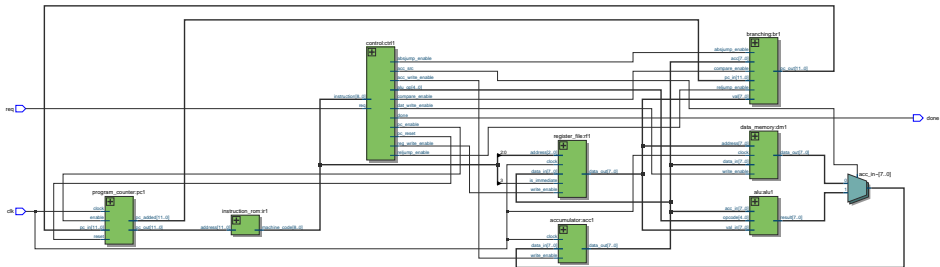 control:ctrl1
absjump_enable
acc_src
acc_write_enable
alu_op[4..0]
instruction[8..0]
compare_enable
req
dat_write_enable
done
pc_enable
pc_reset
reg_write_enable
reljump_enable
branching:br1
absjump_enable
acc[7..0]
compare_enable
pc_out[11..0]
pc_in[11..0]
reljump_enable
val[7..0]
req
done
register_file:rf1
2:0
address[2..0]
clock
data_in[7..0]
data_out[7..0]
3
is_immediate
write_enable
data_memory:dm1
address[7..0]
clock
data_out[7..0]
data_in[7..0]
write_enable
acc_in~[7..0]
0
1
program_counter:pc1
clk
clock
enable
pc_added[11..0]
pc_in[11..0]
pc_out[11..0]
reset
instruction_rom:ir1
address[11..0]
machine_code[8..0]
alu:alu1
acc_in[7..0]
opcode[4..0]
result[7..0]
val_in[7..0]
accumulator:acc1
clock
data_in[7..0]
data_out[7..0]
write_enable